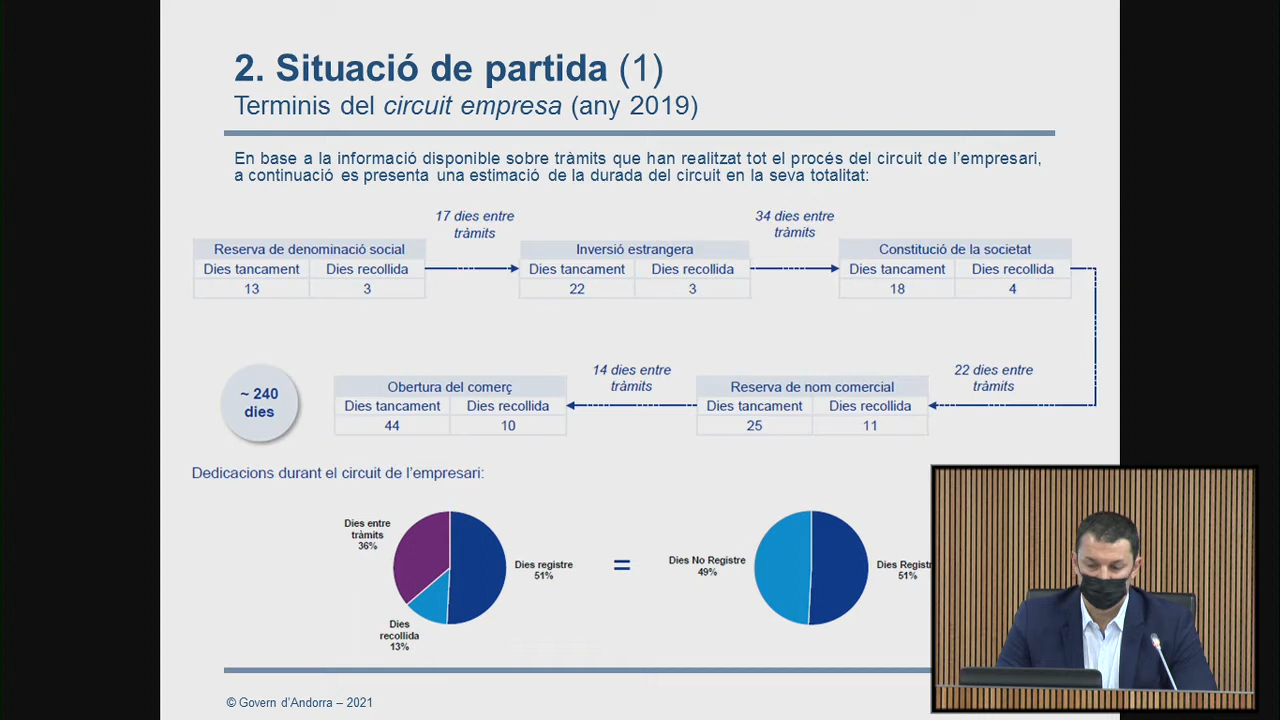 2. Situació de partida (1)
Terminis del circuit empresa (any 2019)
En base a la informació disponible sobre tràmits que han realitzat tot el procés del circuit de l’empresari,
a continuació es presenta una estimació de la durada del circuit en la seva totalitat:
17 dies entre
tràmits
34 dies entre
tràmits
Reserva de denominació social
Dies tancament Dies recollida
13 3
Inversió estrangera
Dies tancament Dies recollida
22 3
Constitució de la societat
Dies tancament Dies recollida
18 4
22 dies entre
tràmits
14 dies entre
tràmits
Reserva de nom comercial
Dies tancament Dies recollida
25 11
Obertura del comerç
Dies tancament Dies recollida
44 10
~ 240
dies
Dedicacions durant el circuit de l’empresari:
Dies entre
tràmits
36%
Dies registre
51%
Dies
recollida
13%
=
Dies No Registre
49%
Dies Registr
51%
© Govern d’Andorra – 2021